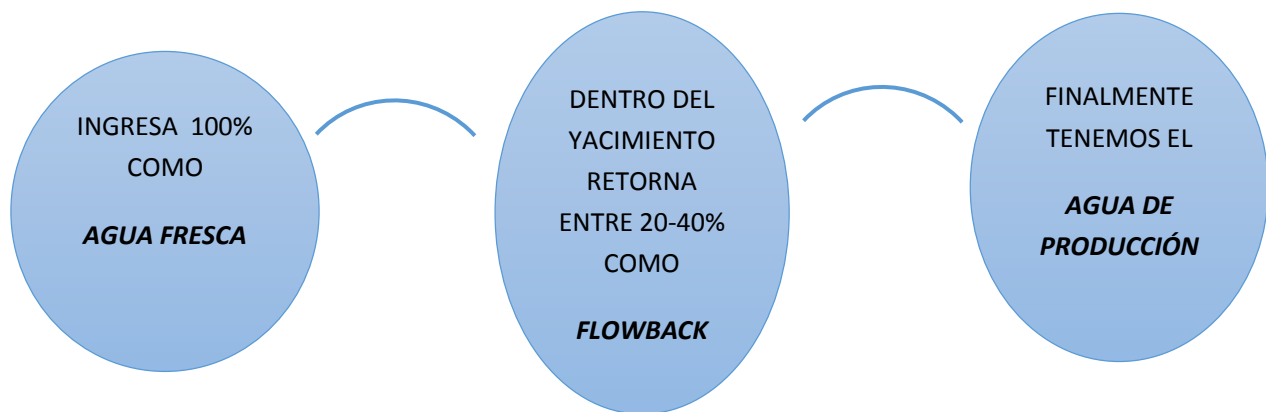 INGRESA 100%
COMO
AGUA FRESCA
DENTRO DEL
YACIMIENTO
RETORNA
ENTRE 20-40%
COMO
FLOWBACK
FINALMENTE
TENEMOS EL
AGUA DE
PRODUCCIÓN